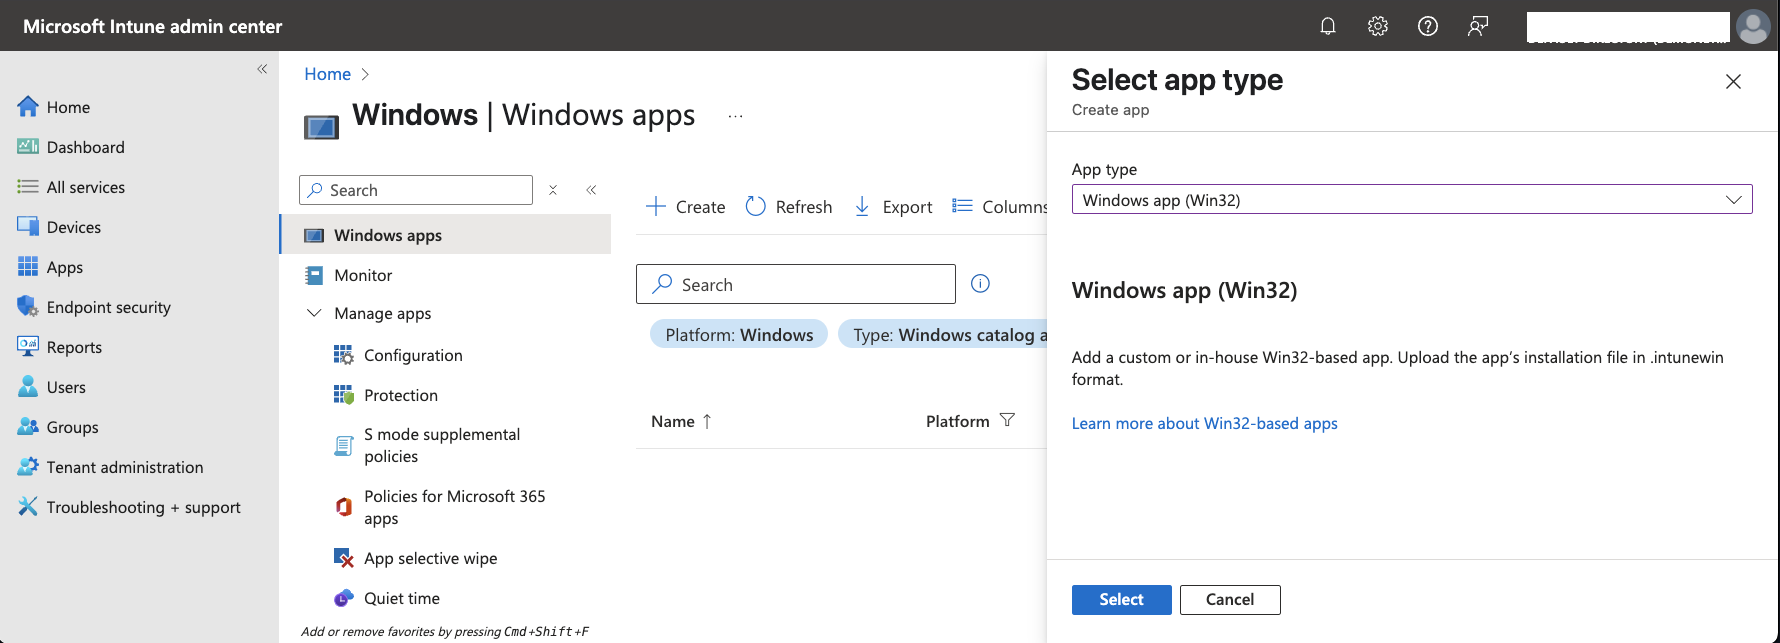 Microsoft Intune admin center
Home
Dashboard
All services
Devices
Apps
Endpoint security
Reports
Users
Groups
Tenant administration
Troubleshooting + support
Home
Windows | Windows apps
...
Search
Windows apps
Monitor
Manage apps
Configuration
Protection
S mode supplemental
policies
Policies for Microsoft 365
apps
App selective wipe
Quiet time
Add or remove favorites by pressing Cmd+Shift+F
Create Refresh Export Columns
Search
Platform: Windows Type: Windows catalog a
Name ↑ Platform
Select app type
Create app
App type
Windows app (Win32)
Windows app (Win32)
Add a custom or in-house Win32-based app. Upload the app’s installation file in .intunewin
format.
Learn more about Win32-based apps
Select Cancel